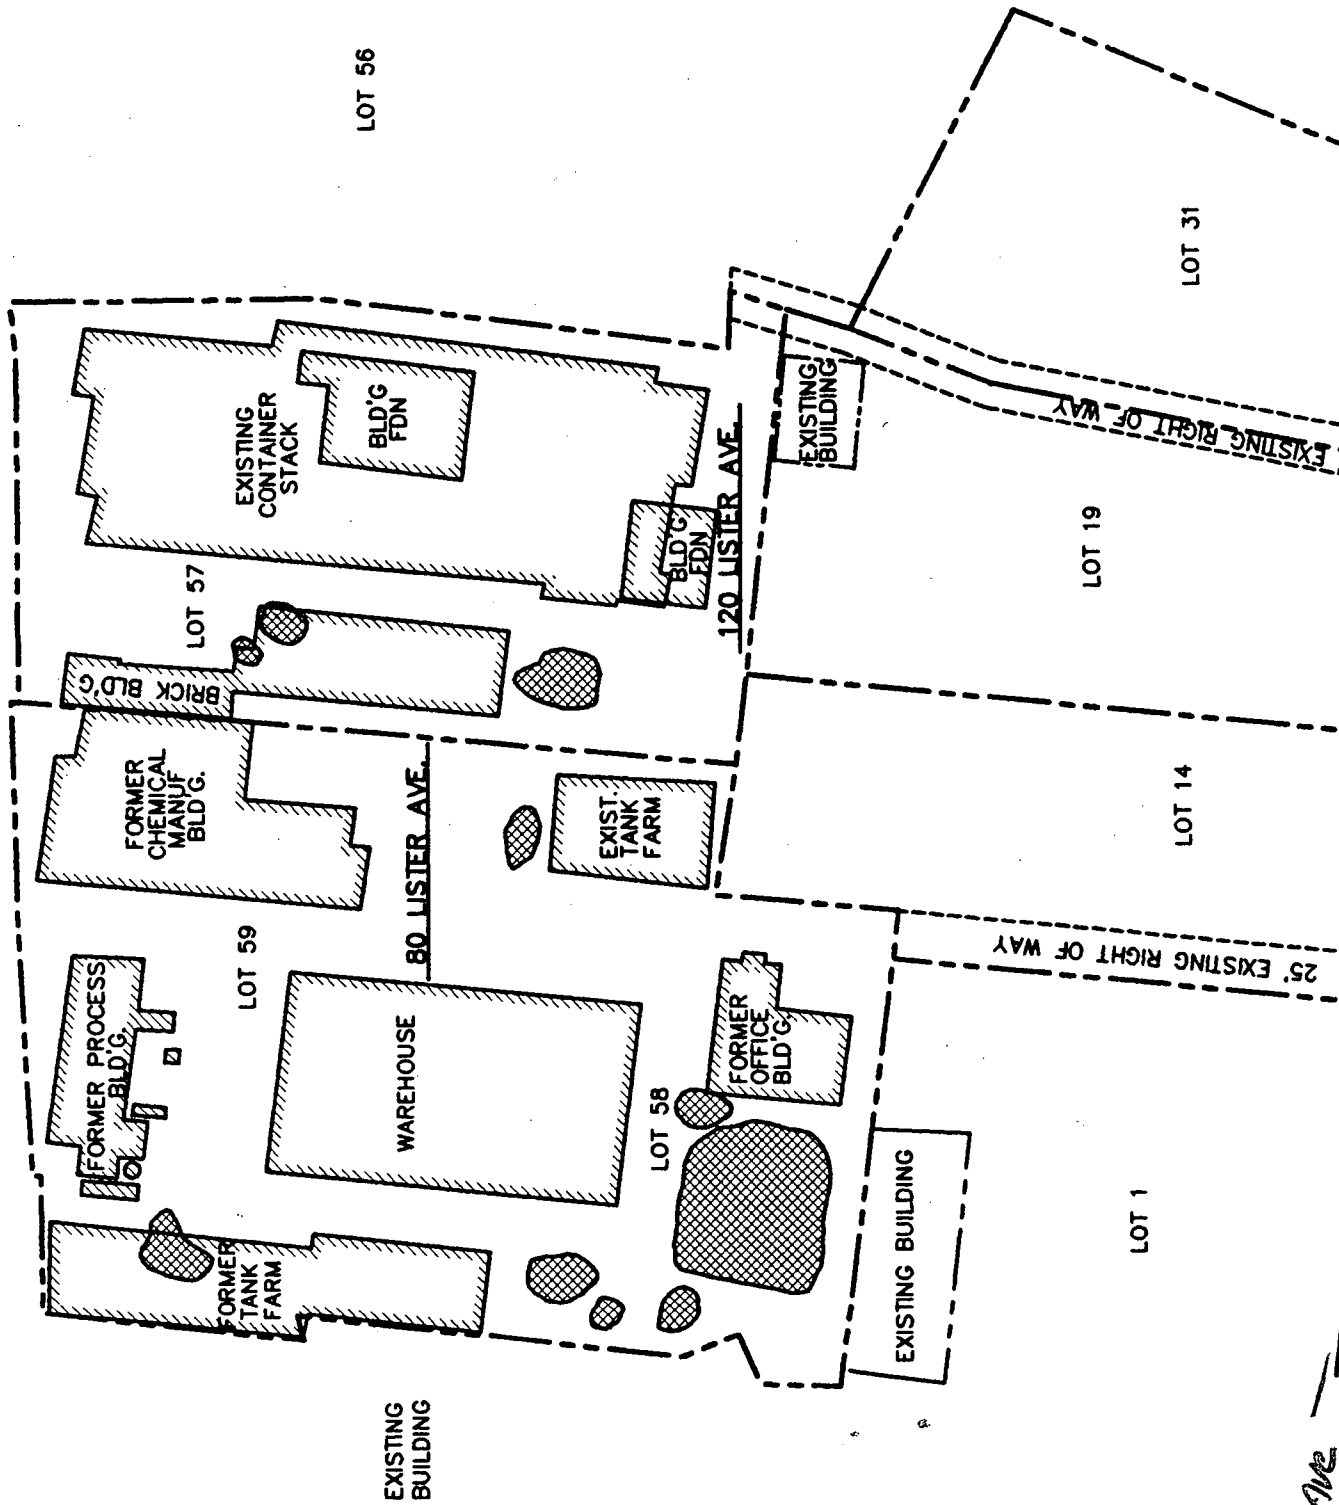 LOT 56
LOT 31
EXISTING
CONTAINER
STACK
BLD'G
FDN
EXISTING
BUILDING
EXISTING RIGHT OF WAY
LOT 57
BLD'G
FDN
120 LISTER AVE.
LOT 19
BRICK BLD'G
FORMER
CHEMICAL
MANUF
BLD'G.
80 LISTER AVE.
EXIST.
TANK
FARM
LOT 14
LOT 59
FORMER PROCESS
BLD'G.
WAREHOUSE
FORMER
OFFICE
BLD'G.
25' EXISTING RIGHT OF WAY
LOT 58
FORMER
TANK
FARM
EXISTING BUILDING
LOT 1
EXISTING
BUILDING